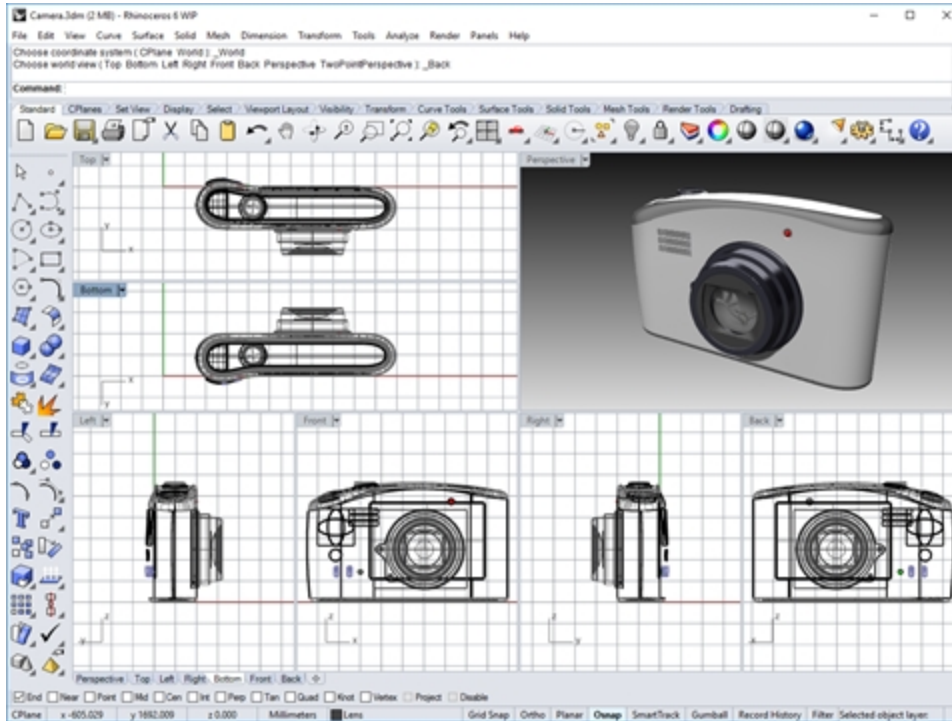 Camera.3dm (2 MB) - Rhinoceros 6 WIP
File Edit View Curve Surface Solid Mesh Dimension Transform Tools Analyze Render Panels Help
Choose coordinate system ( CPlane World ): _World
Choose world view ( Top Bottom Left Right Front Back Perspective TwoPointPerspective ): _Back
Command:
Standard CPlanes Set View Display Select Viewport Layout Visibility Transform Curve Tools Surface Tools Solid Tools Mesh Tools Render Tools Drafting
Top Perspective
y
x
Bottom
x
y
Left Front Right Back
z z z z
y x y x
Perspective Top Left Right Bottom Front Back
End Near Point Mid Cen Int Perp Tan Quad Knot Vertex Project Disable
CPlane x -605.029 y 1692.009 z 0.000 Millimeters Lens Grid Snap Ortho Planar Osnap SmartTrack Gumball Record History Filter Selected object layer: